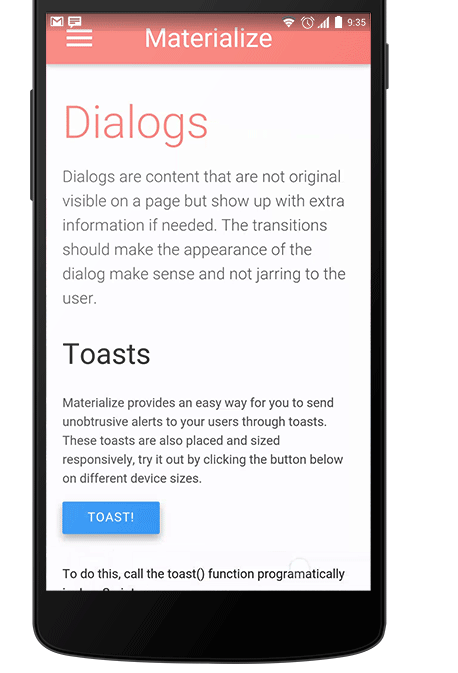 9:35
Materialize
Dialogs
Dialogs are content that are not original
visible on a page but show up with extra
information if needed. The transitions
should make the appearance of the
dialog make sense and not jarring to the
user.
Toasts
Materialize provides an easy way for you to send
unobtrusive alerts to your users through toasts.
These toasts are also placed and sized
responsively, try it out by clicking the button below
on different device sizes.
TOAST!
To do this, call the toast() function programatically